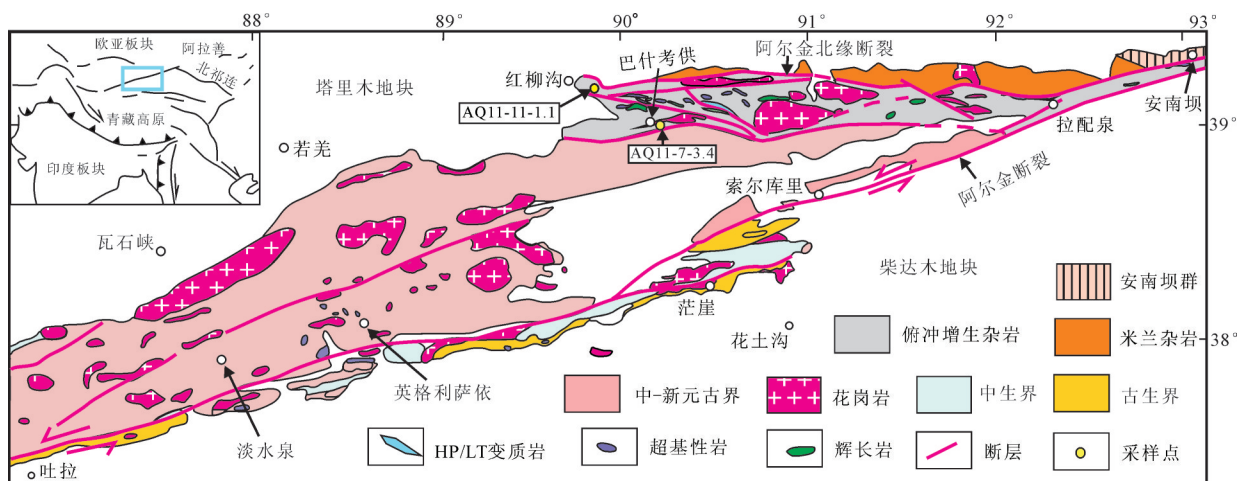 88°
89°
90°
91°
92°
93°
欧亚板块
阿拉善
北祁连
青藏高原
印度板块
塔里木地块
红柳沟
巴什考供
阿尔金北缘断裂
AQ11-11-1.1
AQ11-7-3.4
安南坝
拉配泉
39°
若羌
阿尔金断裂
索尔库里
瓦石峡
柴达木地块
茫崖
花土沟
38°
英格利萨依
淡水泉
吐拉
安南坝群
俯冲增生杂岩
米兰杂岩
中-新元古界
花岗岩
中生界
古生界
HP/LT变质岩
超基性岩
辉长岩
断层
采样点